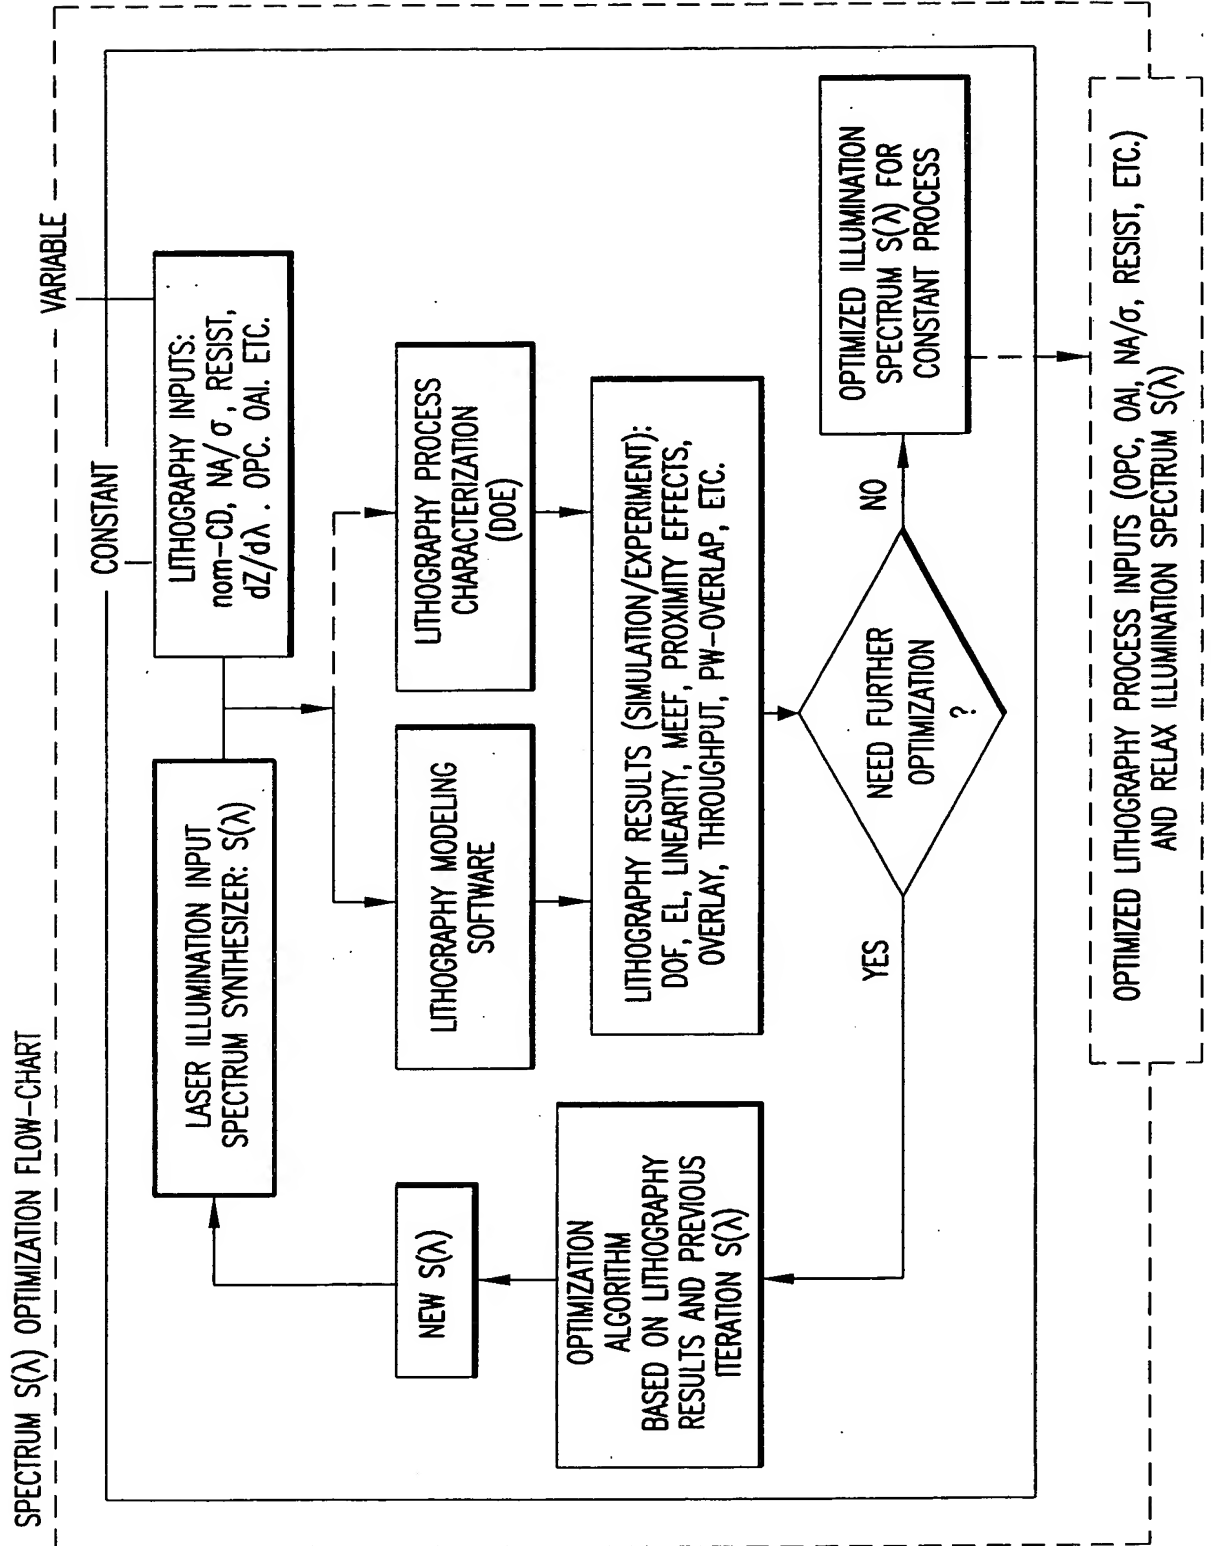 SPECTRUM S(λ) OPTIMIZATION FLOW-CHART
VARIABLE
CONSTANT
LASER ILLUMINATION INPUT
SPECTRUM SYNTHESIZER: S(λ)
LITHOGRAPHY INPUTS:
nom-CD, NA/σ, RESIST,
dZ/dλ . OPC. OAI. ETC.
NEW S(λ)
LITHOGRAPHY MODELING
SOFTWARE
LITHOGRAPHY PROCESS
CHARACTERIZATION
(DOE)
OPTIMIZATION
ALGORITHM
BASED ON LITHOGRAPHY
RESULTS AND PREVIOUS
ITERATION S(λ)
LITHOGRAPHY RESULTS (SIMULATION/EXPERIMENT):
DOF, EL, LINEARITY, MEEF, PROXIMITY EFFECTS,
OVERLAY, THROUGHPUT, PW-OVERLAP, ETC.
YES
NEED FURTHER
OPTIMIZATION
?
NO
OPTIMIZED ILLUMINATION
SPECTRUM S(λ) FOR
CONSTANT PROCESS
OPTIMIZED LITHOGRAPHY PROCESS INPUTS (OPC, OAI, NA/σ, RESIST, ETC.)
AND RELAX ILLUMINATION SPECTRUM S(λ)